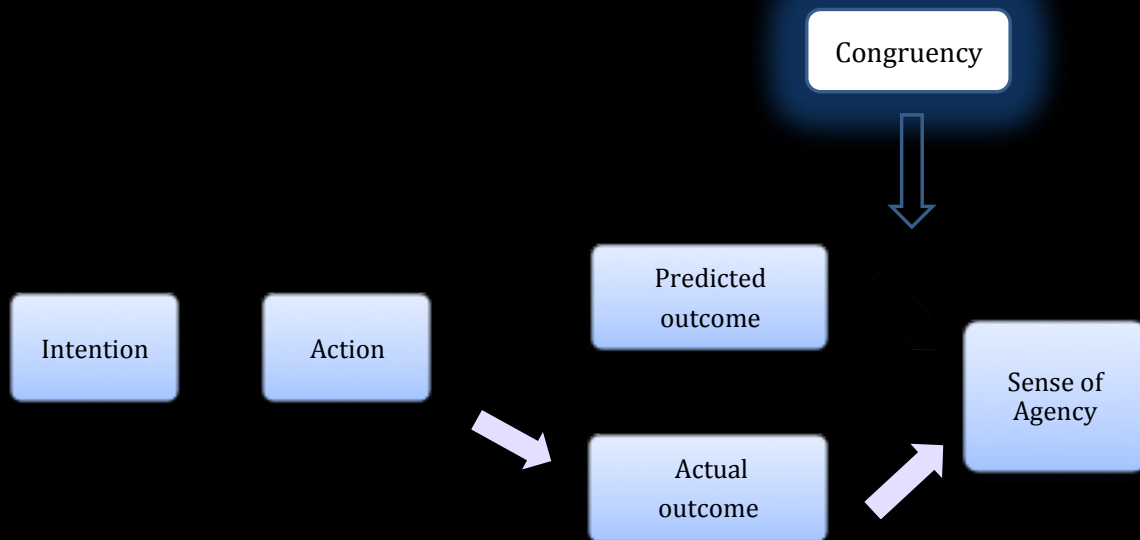 Congruency
Intention
Action
Predicted
outcome
Actual
outcome
Sense of
Agency